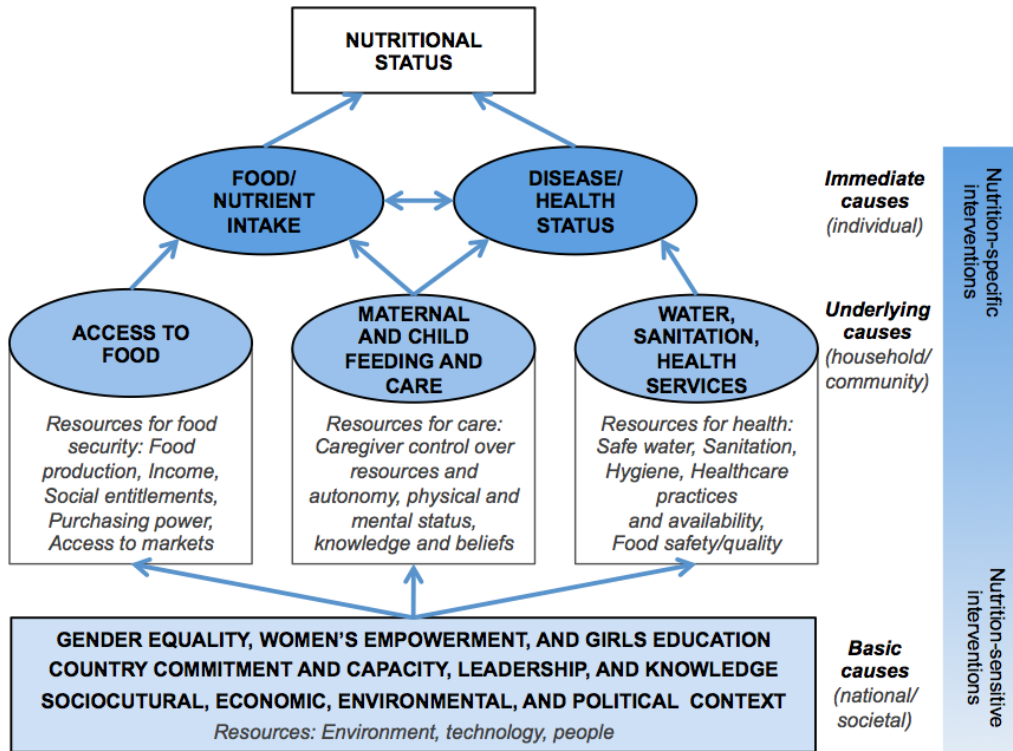 NUTRITIONAL
STATUS
FOOD/
NUTRIENT
INTAKE
DISEASE/
HEALTH
STATUS
Immediate
causes
(individual)
ACCESS TO
FOOD
MATERNAL
AND CHILD
FEEDING AND
CARE
WATER,
SANITATION,
HEALTH
SERVICES
Underlying
causes
(household/
community)
Resources for food
security: Food
production, Income,
Social entitlements,
Purchasing power,
Access to markets
Resources for care:
Caregiver control over
resources and
autonomy, physical and
mental status,
knowledge and beliefs
Resources for health:
Safe water, Sanitation,
Hygiene, Healthcare
practices
and availability,
Food safety/quality
GENDER EQUALITY, WOMEN'S EMPOWERMENT, AND GIRLS EDUCATION
COUNTRY COMMITMENT AND CAPACITY, LEADERSHIP, AND KNOWLEDGE
SOCIOCUTURAL, ECONOMIC, ENVIRONMENTAL, AND POLITICAL CONTEXT
Resources: Environment, technology, people
Basic
causes
(national/
societal)
Nutrition-specific
interventions
Nutrition-sensitive
interventions